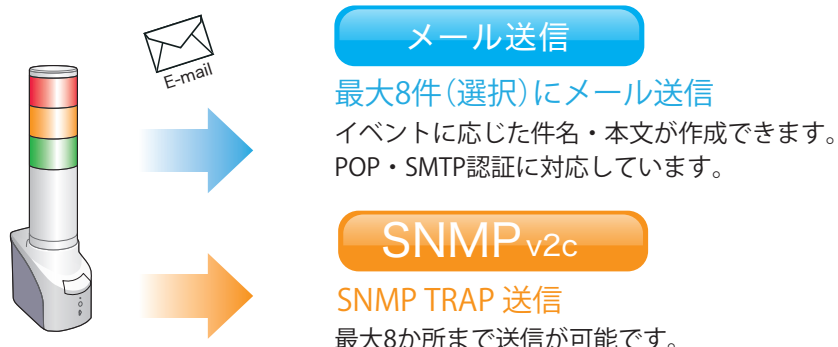 E-mail
メール送信
最大8件(選択)にメール送信
イベントに応じた件名・本文が作成できます。
POP・SMTP認証に対応しています。
SNMP v2c
SNMP TRAP 送信
最大8か所まで送信が可能です。